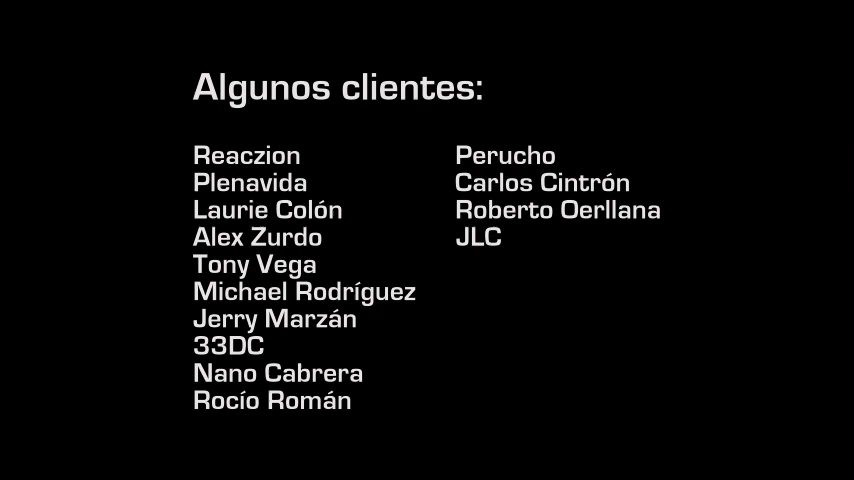 Algunos clientes:
Reaczion
Plenavida
Laurie Colón
Alex Zurdo
Tony Vega
Michael Rodríguez
Jerry Marzán
33DC
Nano Cabrera
Rocío Román
Perucho
Carlos Cintrón
Roberto Oerllana
JLC